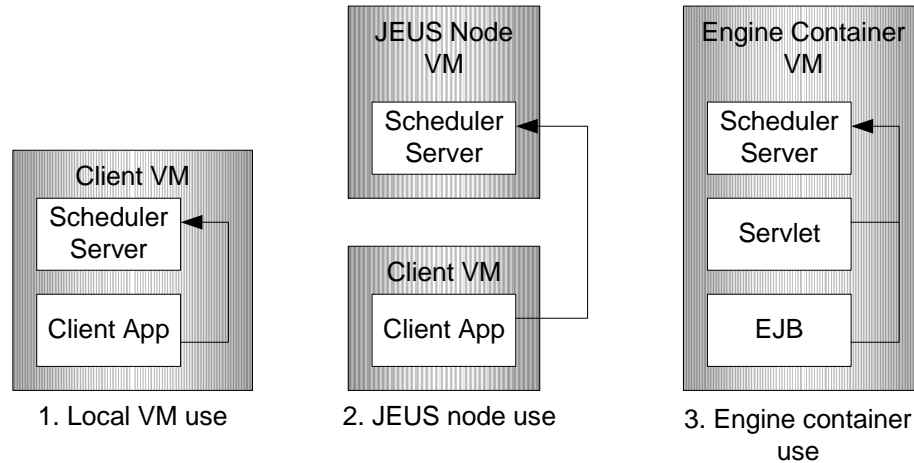 Client VM
Scheduler
Server
Client App
1. Local VM use
JEUS Node
VM
Scheduler
Server
Client VM
Client App
2. JEUS node use
Engine Container
VM
Scheduler
Server
Servlet
EJB
3. Engine container
use